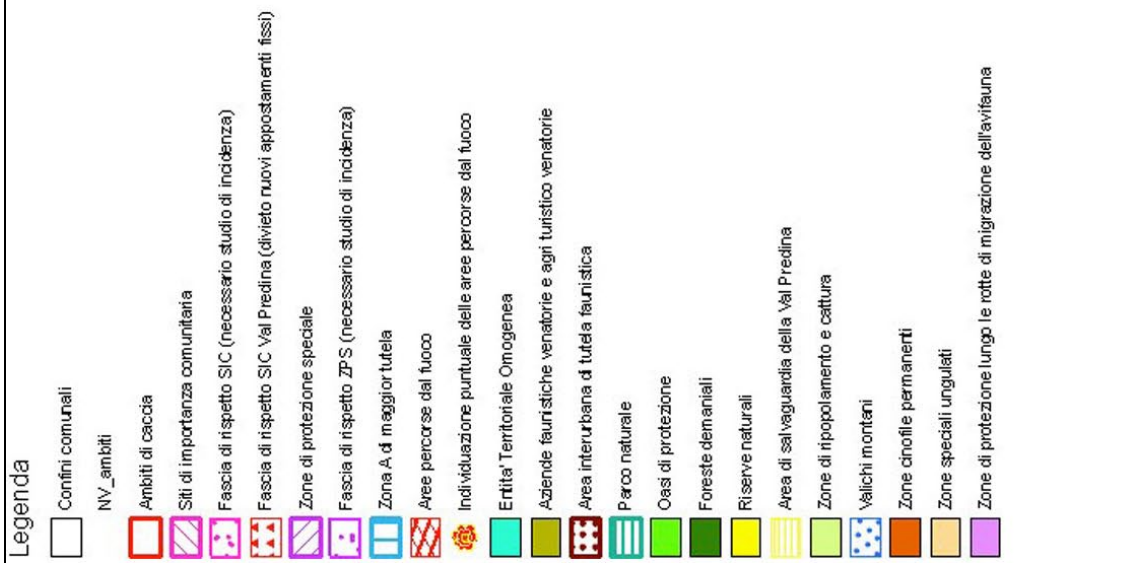 Legenda
Confini comunali
NV_ambiti
Ambiti di caccia
Siti di importanza comunitaria
Fascia di rispetto SIC (necessario studio di incidenza)
Fascia di rispetto SIC Val Predina (divieto nuovi appostamenti fissi)
Zone di protezione speciale
Fascia di rispetto ZPS (necessario studio di incidenza)
Zona A di maggior tutela
Aree percorse dal fuoco
Individuazione puntuale delle aree percorse dal fuoco
Entita' Territoriale Omogenea
Aziende faunistiche venatorie e agri turistico venatorie
Area interurbana di tutela faunistica
Parco naturale
Oasi di protezione
Foreste demaniali
Riserve naturali
Area di salvaguardia della Val Predina
Zone di ripopolamento e cattura
Valichi montani
Zone cinofile permanenti
Zone speciali ungulati
Zone di protezione lungo le rotte di migrazione dell'avifauna